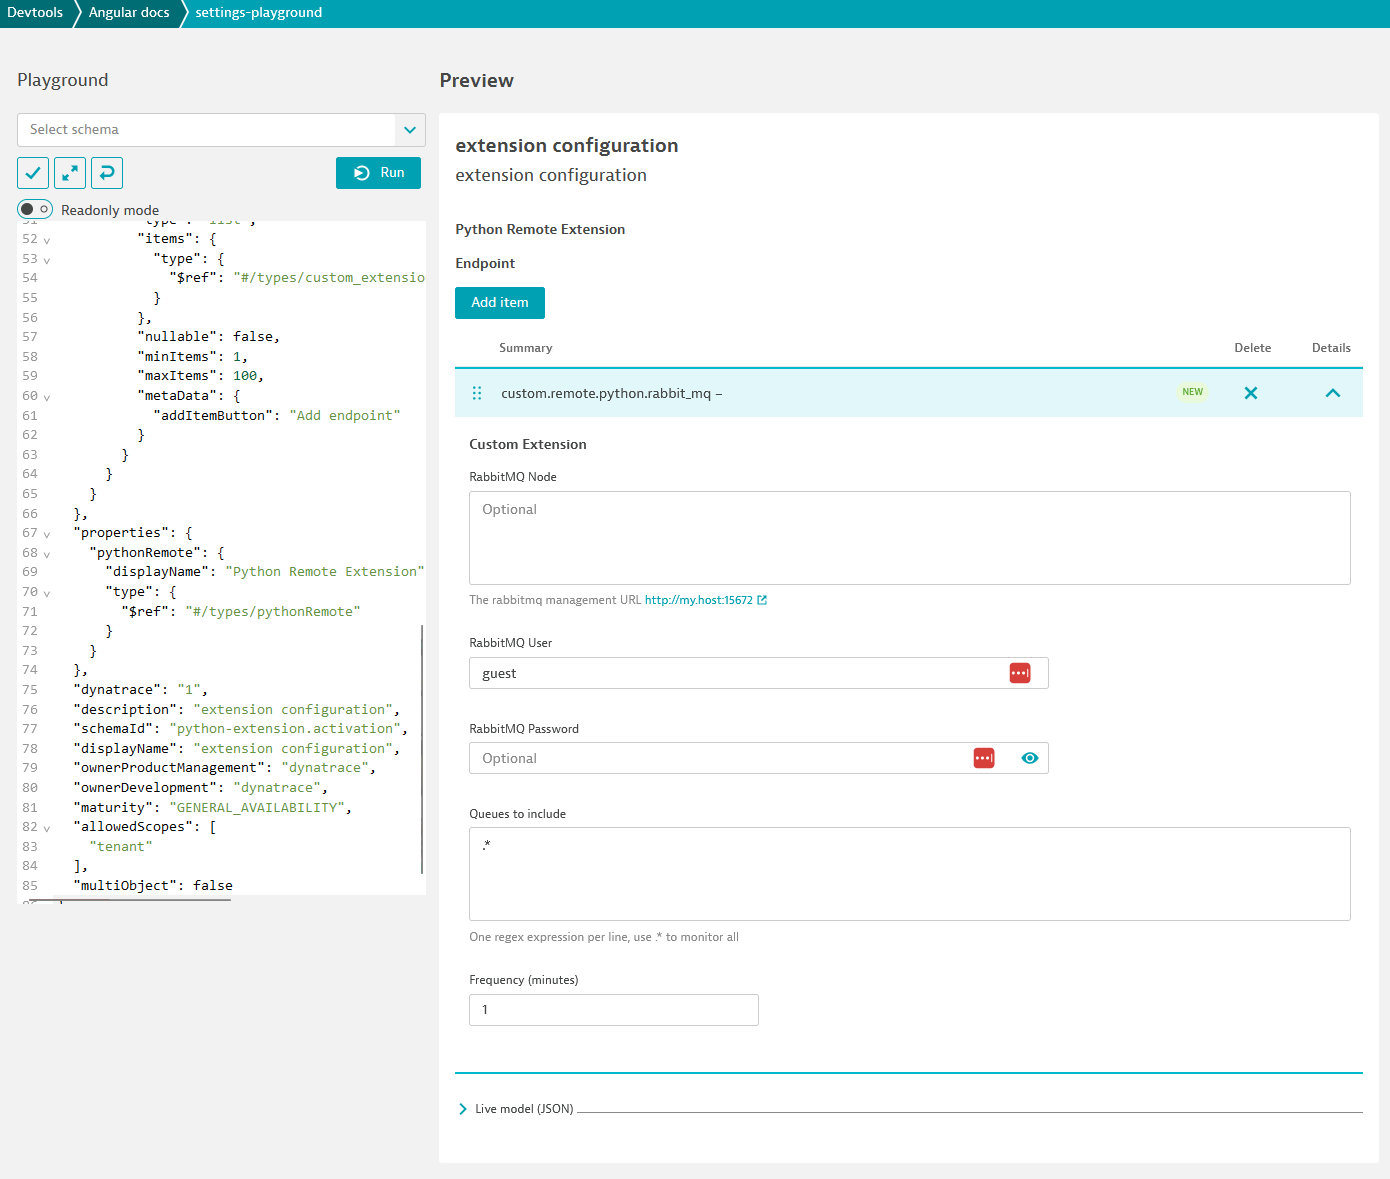 Devtools
Angular docs
settings-playground
Playground
Select schema
Run
Readonly mode
52 "items": {
53 "type": {
54 "$ref": "#/types/custom_extensio
55 }
56 },
57 "nullable": false,
58 "minItems": 1,
59 "maxItems": 100,
60 "metaData": {
61 "addItemButton": "Add endpoint"
62 }
63 }
64 }
65 }
66 },
67 "properties": {
68 "pythonRemote": {
69 "displayName": "Python Remote Extension"
70 "type": {
71 "$ref": "#/types/pythonRemote"
72 }
73 }
74 },
75 "dynatrace": "1",
76 "description": "extension configuration",
77 "schemaId": "python-extension.activation",
78 "displayName": "extension configuration",
79 "ownerProductManagement": "dynatrace",
80 "ownerDevelopment": "dynatrace",
81 "maturity": "GENERAL_AVAILABILITY",
82 "allowedScopes": [
83 "tenant"
84 ],
85 "multiObject": false
Preview
extension configuration
extension configuration
Python Remote Extension
Endpoint
Add item
Summary Delete Details
custom.remote.python.rabbit_mq – NEW
Custom Extension
RabbitMQ Node
Optional
The rabbitmq management URL http://my.host:15672
RabbitMQ User
guest
RabbitMQ Password
Optional
Queues to include
.*
One regex expression per line, use .* to monitor all
Frequency (minutes)
1
Live model (JSON)